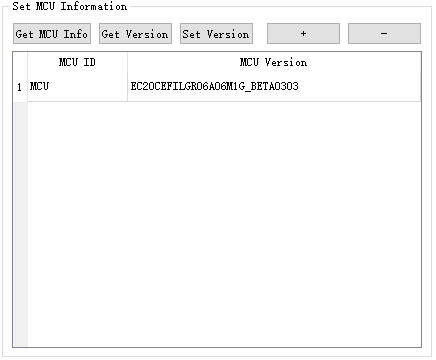 Set MCU Information
Get MCU Info Get Version Set Version + -
MCU ID MCU Version
1 MCU EC20CEFILGR06A06M1G_BETA0303